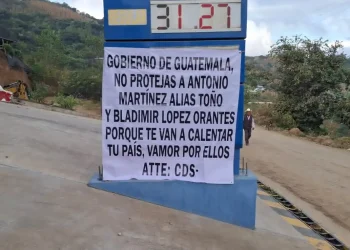 31.27
GOBIERNO DE GUATEMALA,
NO PROTEJAS A ANTONIO
MARTÍNEZ ALIAS TOÑO
Y BLADIMIR LOPEZ ORANTES
PORQUE TE VAN A CALENTAR
TU PAÍS, VAMOR POR ELLOS
ATTE: CDS-